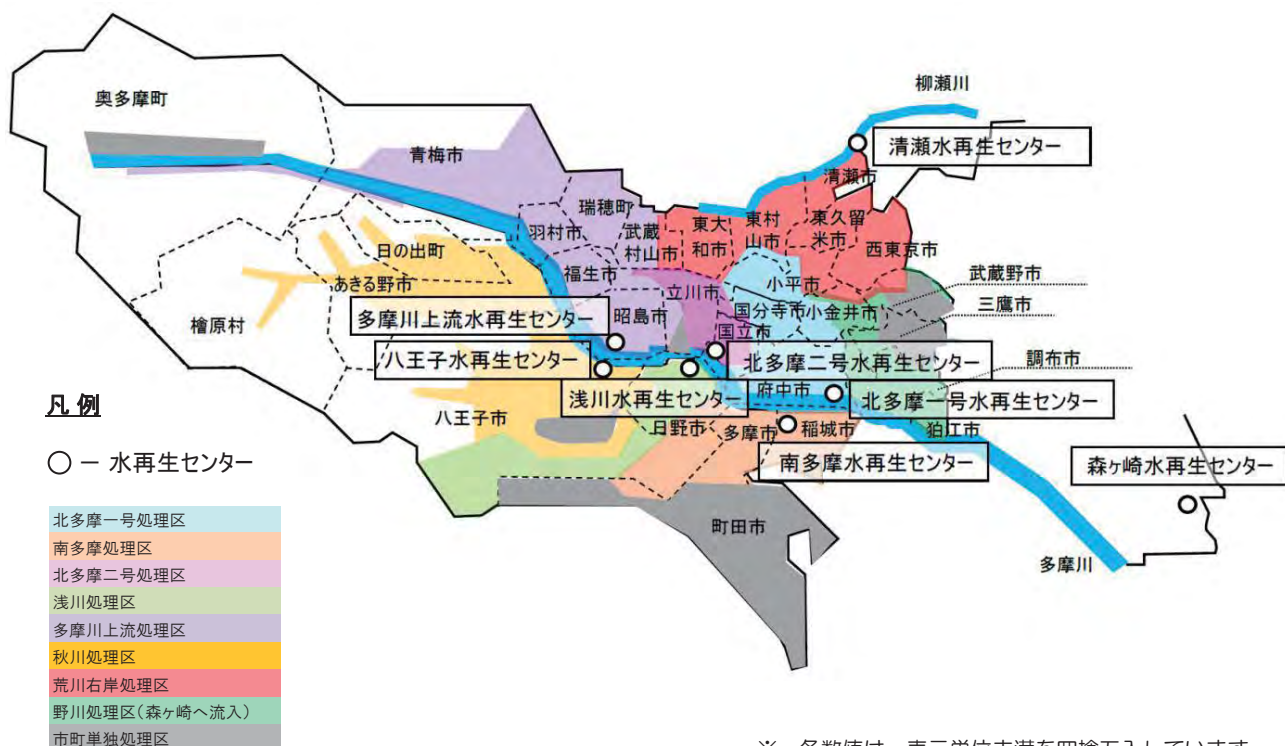 柳瀬川
奥多摩町
清瀬水再生センター
青梅市
清瀬市
瑞穂町
東久留
米市
東村
山市
東大
和市
武蔵
村山市
羽村市
西東京市
日の出町
武蔵野市
福生市
小平市
あきる野市
立川市
国分寺市
小金井市
三鷹市
檜原村
昭島市
多摩川上流水再生センター
国立市
八王子水再生センター
北多摩二号水再生センター
調布市
府中市
浅川水再生センター
北多摩一号水再生センター
凡例
八王子市
日野市
多摩市
稲城市
狛江市
○ － 水再生センター
南多摩水再生センター
森ヶ崎水再生センター
北多摩一号処理区
町田市
南多摩処理区
多摩川
北多摩二号処理区
浅川処理区
多摩川上流処理区
秋川処理区
荒川右岸処理区
野川処理区(森ヶ崎へ流入)
市町単独処理区